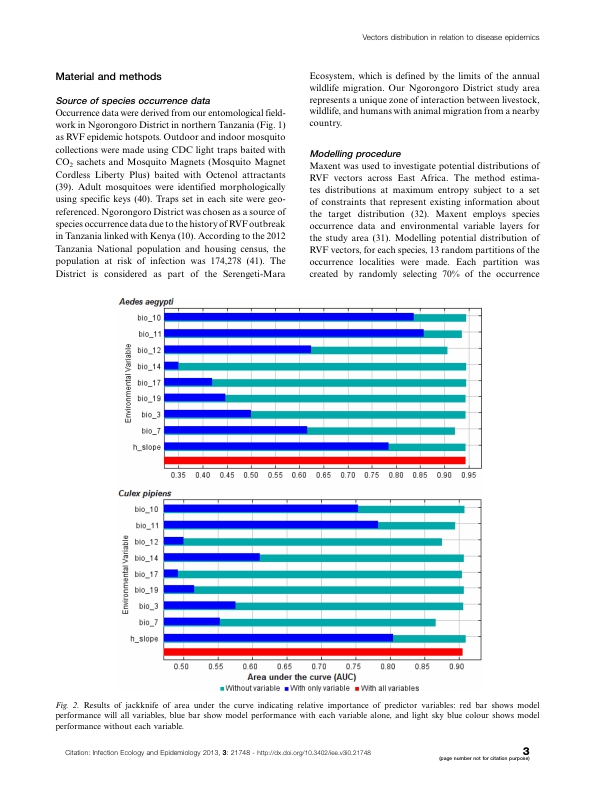 Vectors distribution in relation to disease epidemics
Material and methods
Source of species occurrence data
Occurrence data were derived from our entomological field-
work in Ngorongoro District in northern Tanzania (Fig. 1)
as RVF epidemic hotspots. Outdoor and indoor mosquito
collections were made using CDC light traps baited with
CO2 sachets and Mosquito Magnets (Mosquito Magnet
Cordless Liberty Plus) baited with Octenol attractants
(39). Adult mosquitoes were identified morphologically
using specific keys (40). Traps set in each site were geo-
referenced. Ngorongoro District was chosen as a source of
species occurrence data due to the history of RVF outbreak
in Tanzania linked with Kenya (10). According to the 2012
Tanzania National population and housing census, the
population at risk of infection was 174,278 (41). The
District is considered as part of the Serengeti-Mara
Ecosystem, which is defined by the limits of the annual
wildlife migration. Our Ngorongoro District study area
represents a unique zone of interaction between livestock,
wildlife, and humans with animal migration from a nearby
country.
Modelling procedure
Maxent was used to investigate potential distributions of
RVF vectors across East Africa. The method estima-
tes distributions at maximum entropy subject to a set
of constraints that represent existing information about
the target distribution (32). Maxent employs species
occurrence data and environmental variable layers for
the study area (31). Modelling potential distribution of
RVF vectors, for each species, 13 random partitions of the
occurrence localities were made. Each partition was
created by randomly selecting 70% of the occurrence
Aedes aegypti
Environmental Variable
bio_10
bio_11
bio_12
bio_14
bio_17
bio_19
bio_3
bio_7
h_slope
0.35 0.40 0.45 0.50 0.55 0.60 0.65 0.70 0.75 0.80 0.85 0.90 0.95
Culex pipiens
Environmental Variable
bio_10
bio_11
bio_12
bio_14
bio_17
bio_19
bio_3
bio_7
h_slope
0.50 0.55 0.60 0.65 0.70 0.75 0.80 0.85 0.90
Area under the curve (AUC)
Without variable With only variable With all variables
Fig. 2. Results of jackknife of area under the curve indicating relative importance of predictor variables: red bar shows model
performance will all variables, blue bar show model performance with each variable alone, and light sky blue colour shows model
performance without each variable.
Citation: Infection Ecology and Epidemiology 2013, 3: 21748 - http://dx.doi.org/10.3402/iee.v3i0.21748
3
(page number not for citation purpose)